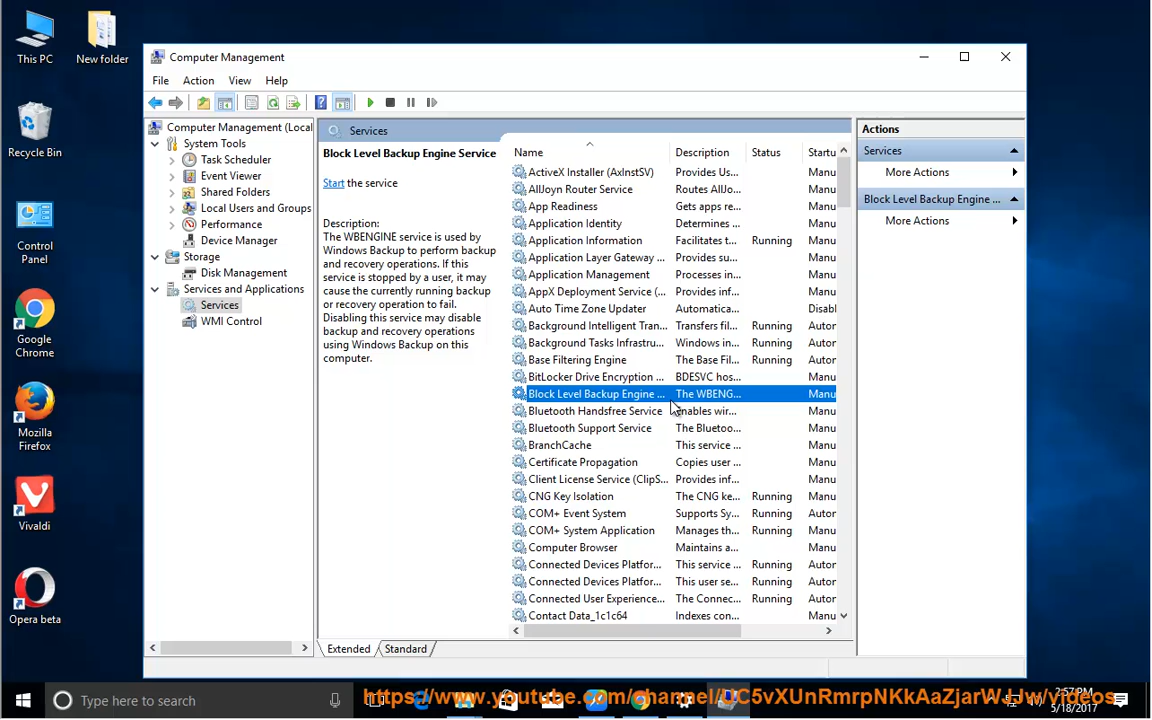 This PC
New folder
Recycle Bin
Control
Panel
Google
Chrome
Mozilla
Firefox
Vivaldi
Opera beta
Computer Management
File Action View Help
Computer Management (Local
System Tools
Task Scheduler
Event Viewer
Shared Folders
Local Users and Groups
Performance
Device Manager
Storage
Disk Management
Services and Applications
Services
WMI Control
Services
Block Level Backup Engine Service
Start the service
Description:
The WBENGINE service is used by
Windows Backup to perform backup
and recovery operations. If this
service is stopped by a user, it may
cause the currently running backup
or recovery operation to fail.
Disabling this service may disable
backup and recovery operations
using Windows Backup on this
computer.
Name Description Status Startu
ActiveX Installer (AxInstSV) Provides Us...  Manu
AllJoyn Router Service Routes AllJo... Manu
App Readiness Gets apps re... Manu
Application Identity Determines ... Manu
Application Information Facilitates t... Running Manu
Application Layer Gateway ... Provides su... Manu
Application Management Processes in... Manu
AppX Deployment Service (... Provides inf... Manu
Auto Time Zone Updater Automatica... Disabl
Background Intelligent Tran... Transfers fil... Running Autor
Background Tasks Infrastru... Windows in... Running Autor
Base Filtering Engine The Base Fil... Running Autor
BitLocker Drive Encryption ... BDESVC hos... Manu
Block Level Backup Engine ... The WBENG... Manu
Bluetooth Handsfree Service Enables wir... Manu
Bluetooth Support Service The Bluetoo... Manu
BranchCache This service ... Manu
Certificate Propagation Copies user ... Manu
Client License Service (ClipS... Provides inf... Manu
CNG Key Isolation The CNG ke... Running Manu
COM+ Event System Supports Sy... Running Autor
COM+ System Application Manages th... Running Manu
Computer Browser Maintains a... Manu
Connected Devices Platfor... This service ... Running Autor
Connected Devices Platfor... This user se... Running Autor
Connected User Experience... The Connec... Running Autor
Contact Data_1c1c64 Indexes con... Manu
Extended Standard
Actions
Services
More Actions
Block Level Backup Engine ...
More Actions
Type here to search
https://www.youtube.com/channel/UC5vXUnRmrpNKkAaZjarWJJw/videos
2:57 PM
5/18/2017